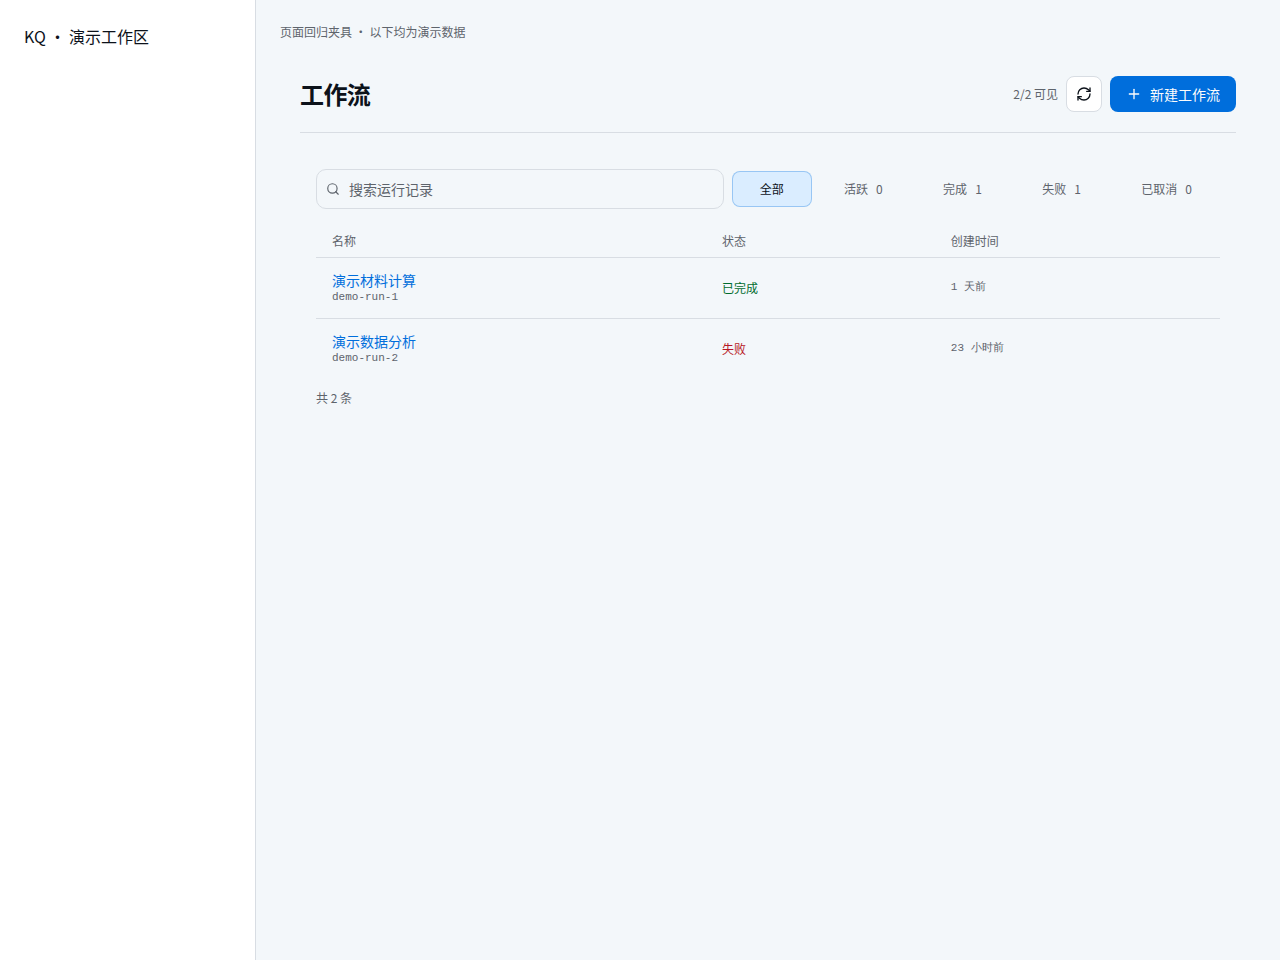 KQ · 演示工作区
页面回归夹具 · 以下均为演示数据
工作流
2/2 可见
新建工作流
搜索运行记录
全部
活跃 0
完成 1
失败 1
已取消 0
名称 状态 创建时间
演示材料计算
demo-run-1
已完成
1 天前
演示数据分析
demo-run-2
失败
23 小时前
共 2 条